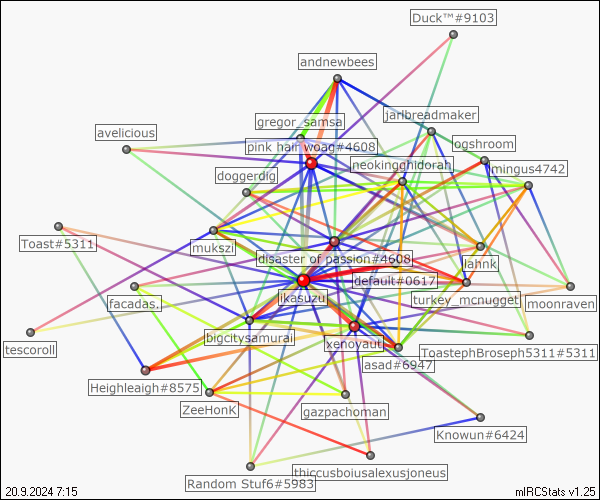 Duck™#9103
andnewbees
gregor_samsa
jarlbreadmaker
avelicious
pink hair woag#4608
ogshroom
neokingghidorah
mingus4742
doggerdig
Toast#5311
mukszi
disaster of passion#4608
lahnk
default#0617
ikasuzu
turkey_mcnugget
moonraven
facadas.
tescoroll
bigcitysamurai
xenoyaut
ToastephBroseph5311#5311
asad#6947
Heighleaigh#8575
ZeeHonK
gazpachoman
Knowun#6424
thiccusboiusalexusjoneus
Random Stuf6#5983
20.9.2024 7:15
mIRCStats v1.25